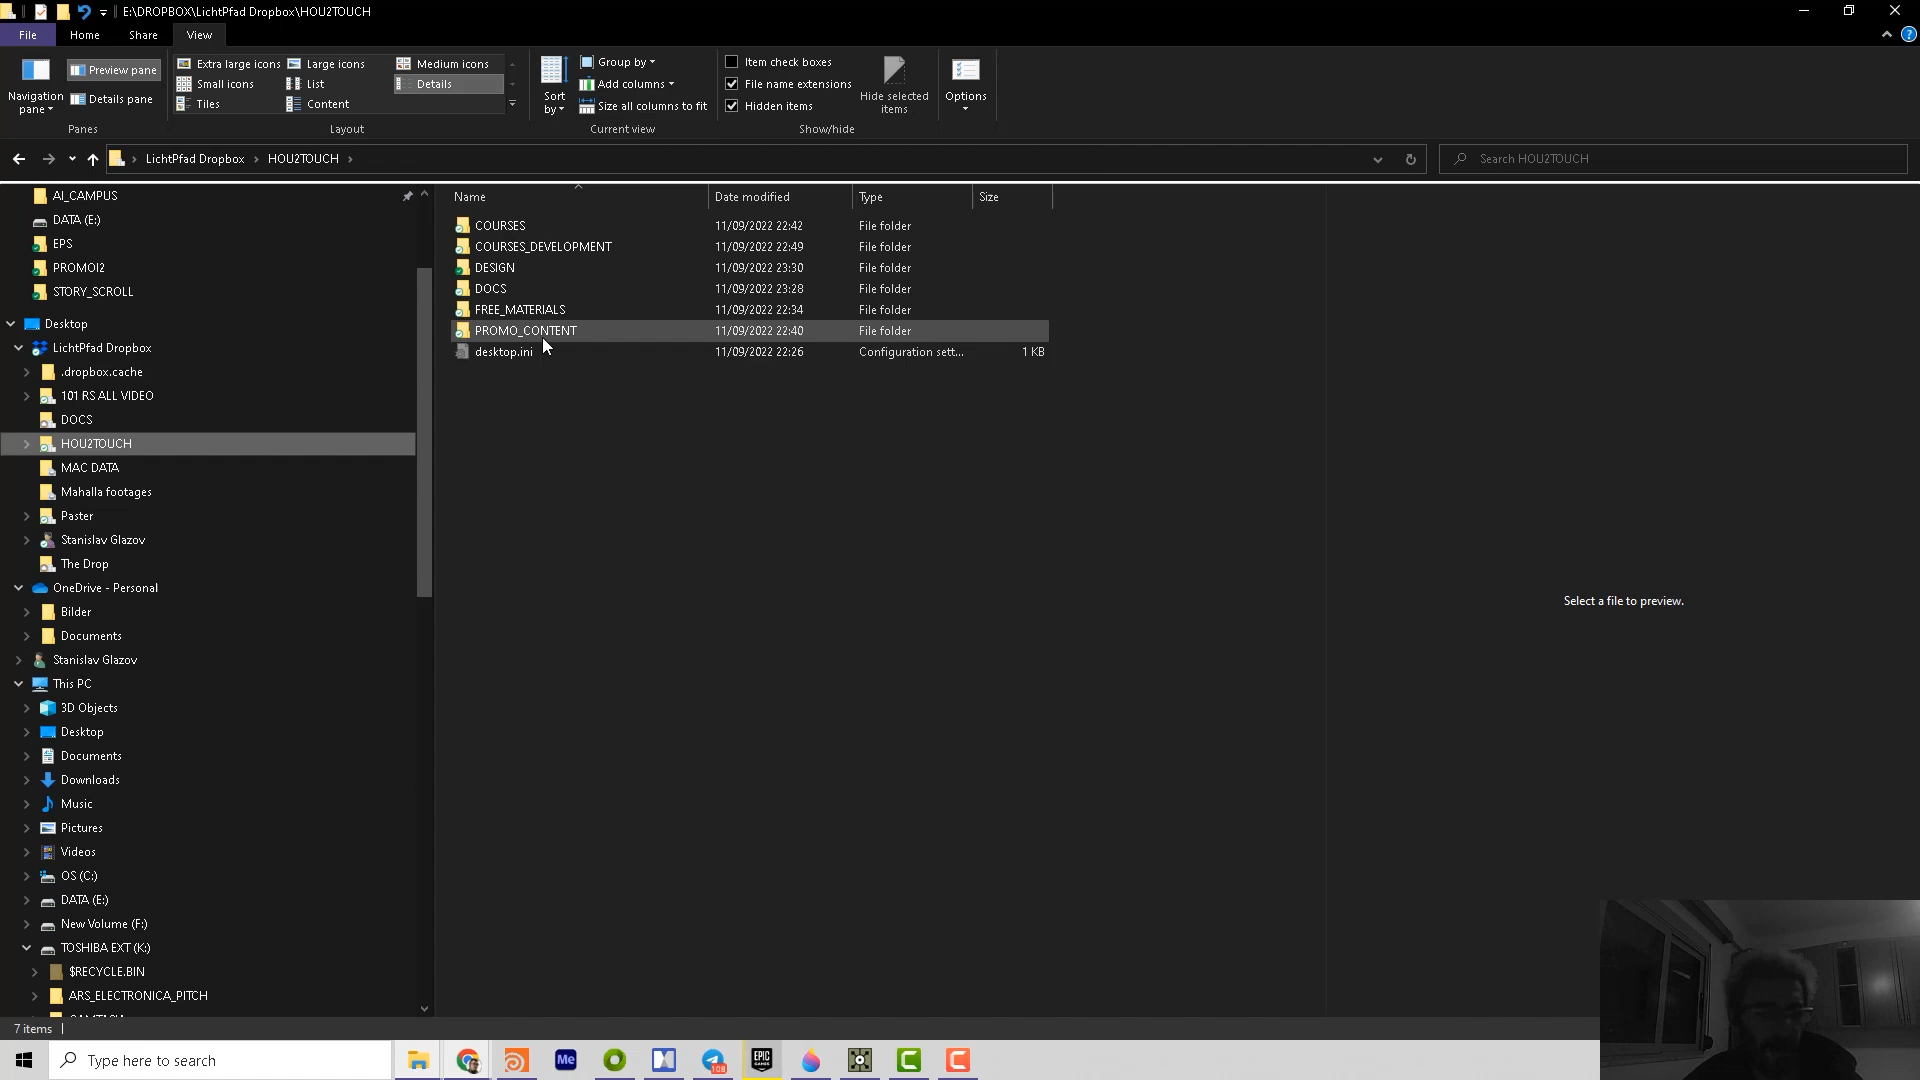 E:\DROPBOX\LichtPfad Dropbox\HOU2TOUCH
File
Home
Share
View
Navigation pane
Preview pane
Details pane
Panes
Extra large icons
Large icons
Medium icons
Small icons
List
Details
Tiles
Content
Layout
Sort by
Group by
Add columns
Size all columns to fit
Current view
Item check boxes
File name extensions
Hidden items
Hide selected items
Show/hide
Options
LichtPfad Dropbox
HOU2TOUCH
Search HOU2TOUCH
AI_CAMPUS
DATA (E:)
EPS
PROMOI2
STORY_SCROLL
Desktop
LichtPfad Dropbox
.dropbox.cache
101 RS ALL VIDEO
DOCS
HOU2TOUCH
MAC DATA
Mahalla footages
Paster
Stanislav Glazov
The Drop
OneDrive - Personal
Bilder
Documents
Stanislav Glazov
This PC
3D Objects
Desktop
Documents
Downloads
Music
Pictures
Videos
OS (C:)
DATA (E:)
New Volume (F:)
TOSHIBA EXT (K:)
$RECYCLE.BIN
ARS_ELECTRONICA_PITCH
Name Date modified Type Size
COURSES 11/09/2022 22:42 File folder
COURSES_DEVELOPMENT 11/09/2022 22:49 File folder
DESIGN 11/09/2022 23:30 File folder
DOCS 11/09/2022 23:28 File folder
FREE_MATERIALS 11/09/2022 22:34 File folder
PROMO_CONTENT 11/09/2022 22:40 File folder
desktop.ini 11/09/2022 22:26 Configuration sett... 1 KB
Select a file to preview.
7 items
Type here to search
Me
108
EPIC GAMES